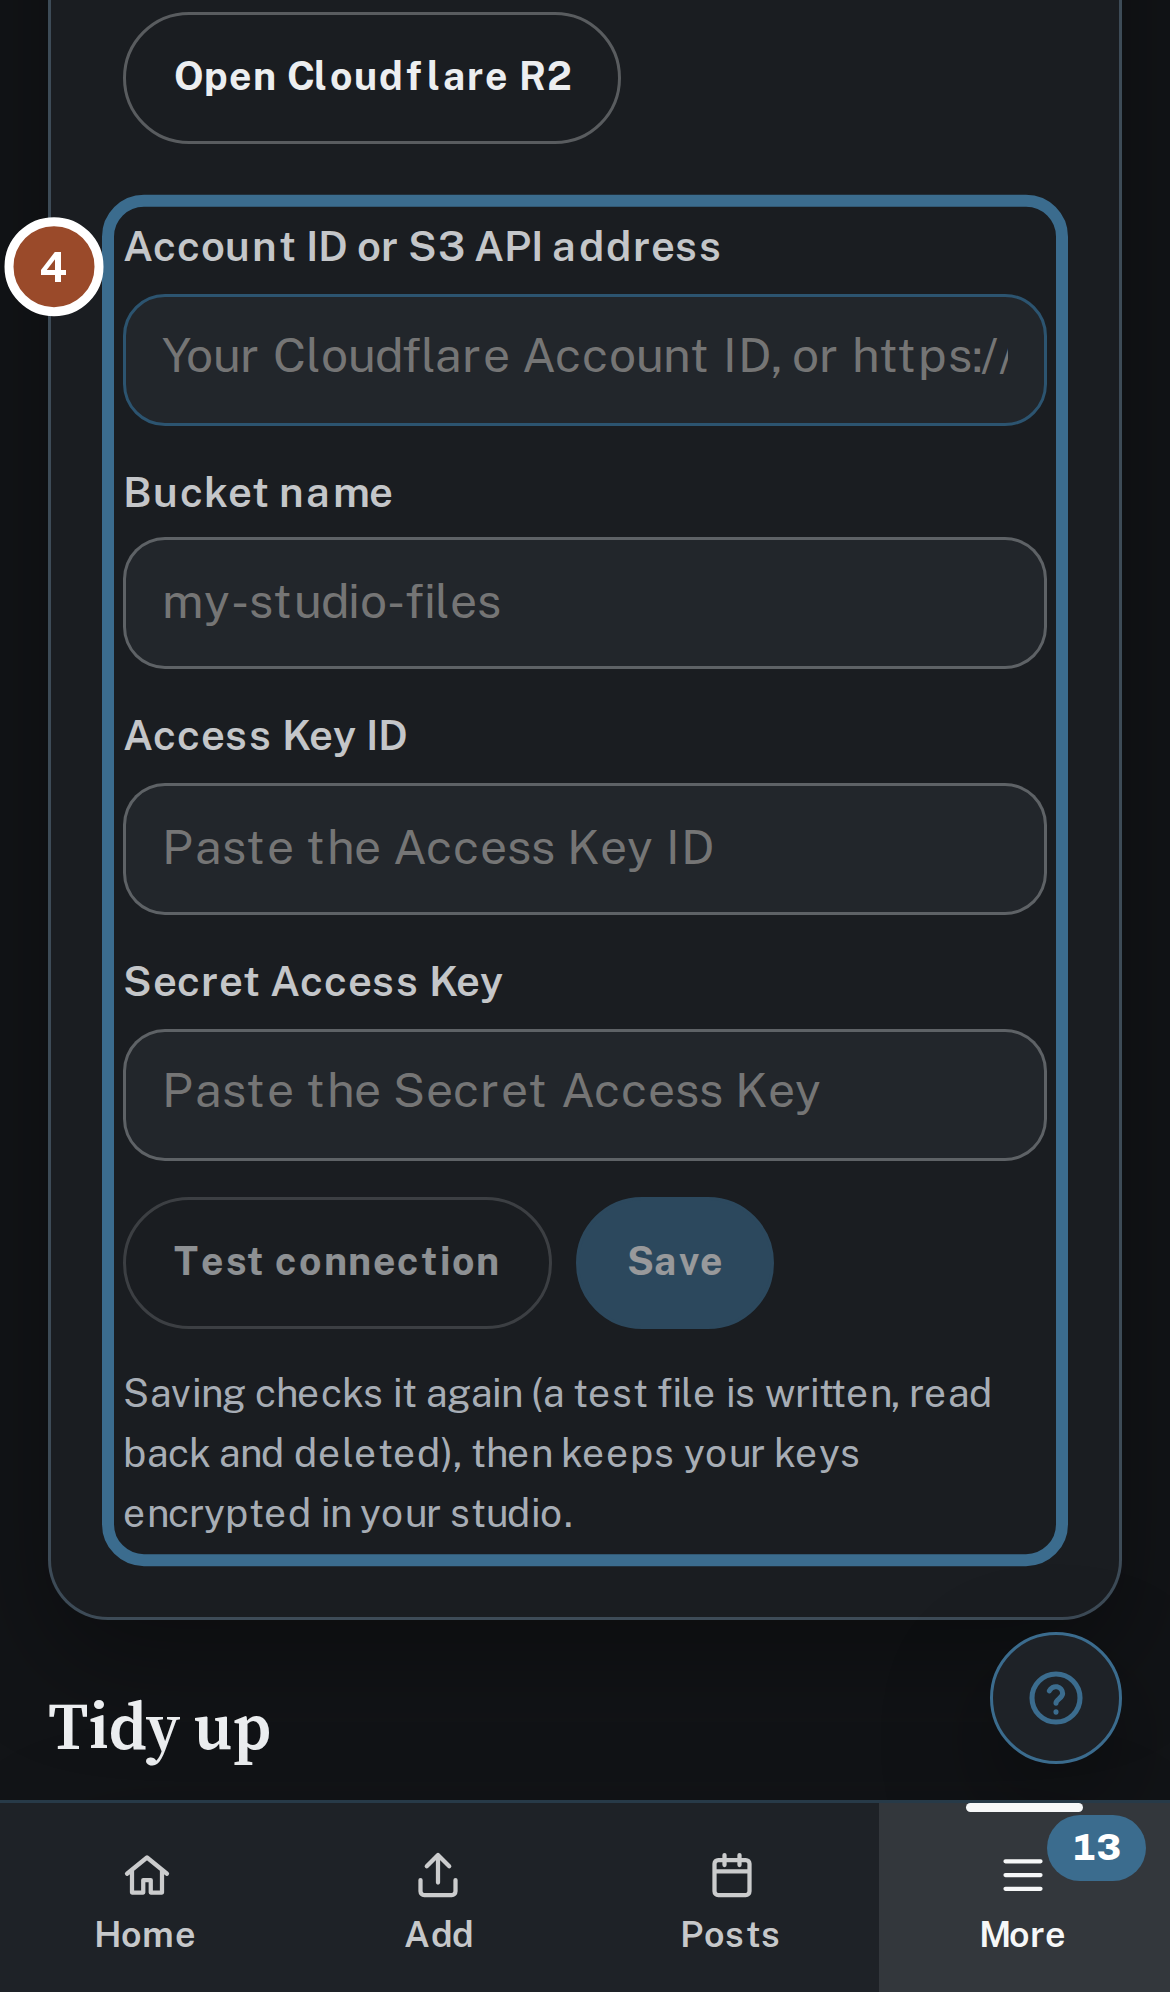 Open Cloudflare R2
4
Account ID or S3 API address
Your Cloudflare Account ID, or https://
Bucket name
my-studio-files
Access Key ID
Paste the Access Key ID
Secret Access Key
Paste the Secret Access Key
Test connection
Save
Saving checks it again (a test file is written, read
back and deleted), then keeps your keys
encrypted in your studio.
Tidy up
13
Home
Add
Posts
More